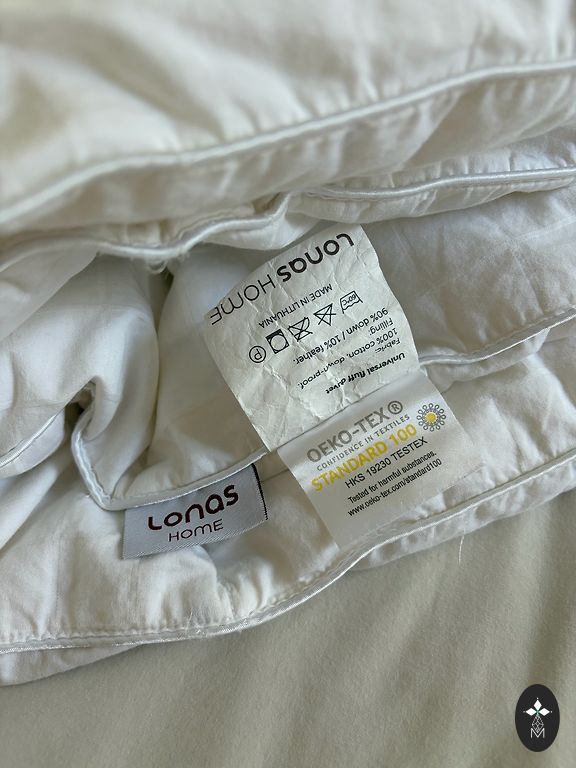 Lonas HOME
MADE IN LITHUANIA
60°C
P
Universal fluff duvet
Fabric:
100% cotton, down-proof.
Filling:
90% down / 10% feather.
OEKO-TEX®
CONFIDENCE IN TEXTILES
STANDARD 100
HKS 19230 TESTEX
Tested for harmful substances.
www.oeko-tex.com/standard100
Lonas
HOME
M